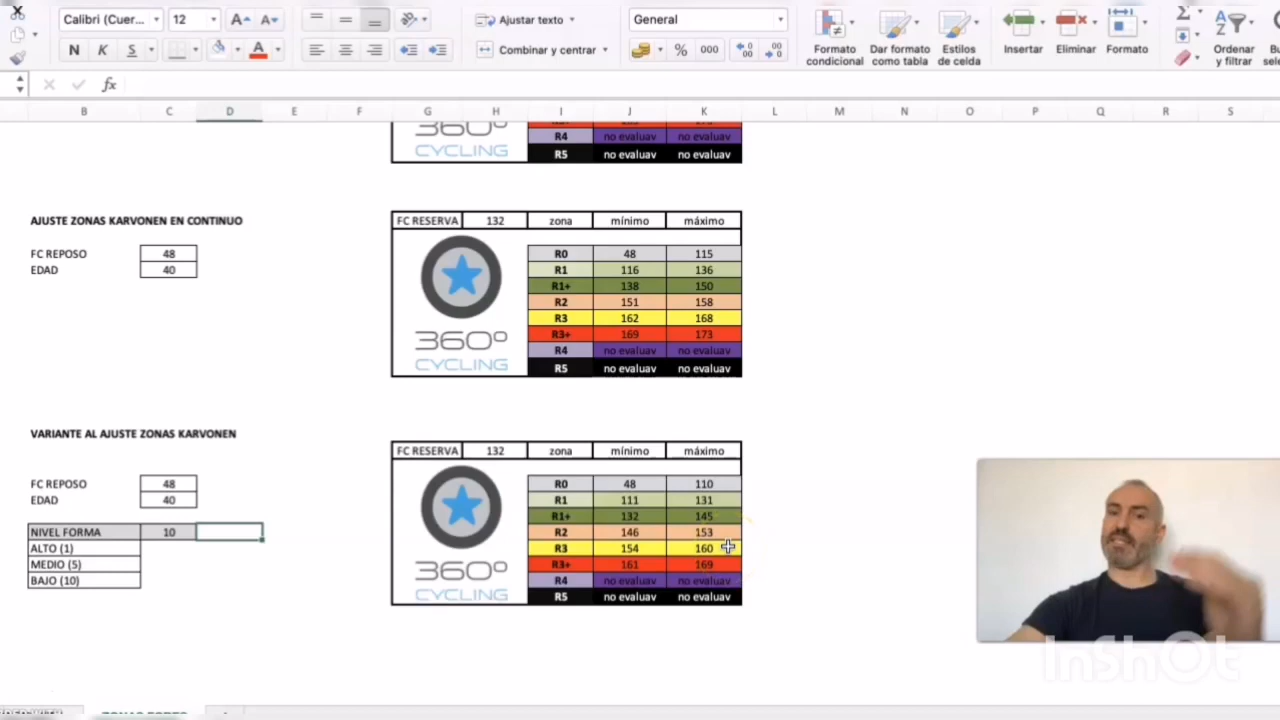 Calibri (Cuer... 12 A A Ajustar texto General
N K S A Combinar y centrar % 000
Formato condicional Dar formato como tabla Estilos de celda Insertar Eliminar Formato Ordenar y filtrar
fx
B C D E F G H I J K L M N O P Q R S
360º R4 no evaluav no evaluav
CYCLING R5 no evaluav no evaluav
AJUSTE ZONAS KARVONEN EN CONTINUO FC RESERVA 132 zona mínimo máximo
FC REPOSO 48 R0 48 115
EDAD 40 R1 116 136
R1+ 138 150
R2 151 158
R3 162 168
360º R3+ 169 173
R4 no evaluav no evaluav
CYCLING R5 no evaluav no evaluav
VARIANTE AL AJUSTE ZONAS KARVONEN
FC RESERVA 132 zona mínimo máximo
FC REPOSO 48 R0 48 110
EDAD 40 R1 111 131
R1+ 132 145
NIVEL FORMA 10 R2 146 153
ALTO (1) R3 154 160
MEDIO (5) 360º R3+ 161 169
BAJO (10) R4 no evaluav no evaluav
CYCLING R5 no evaluav no evaluav
InShOt